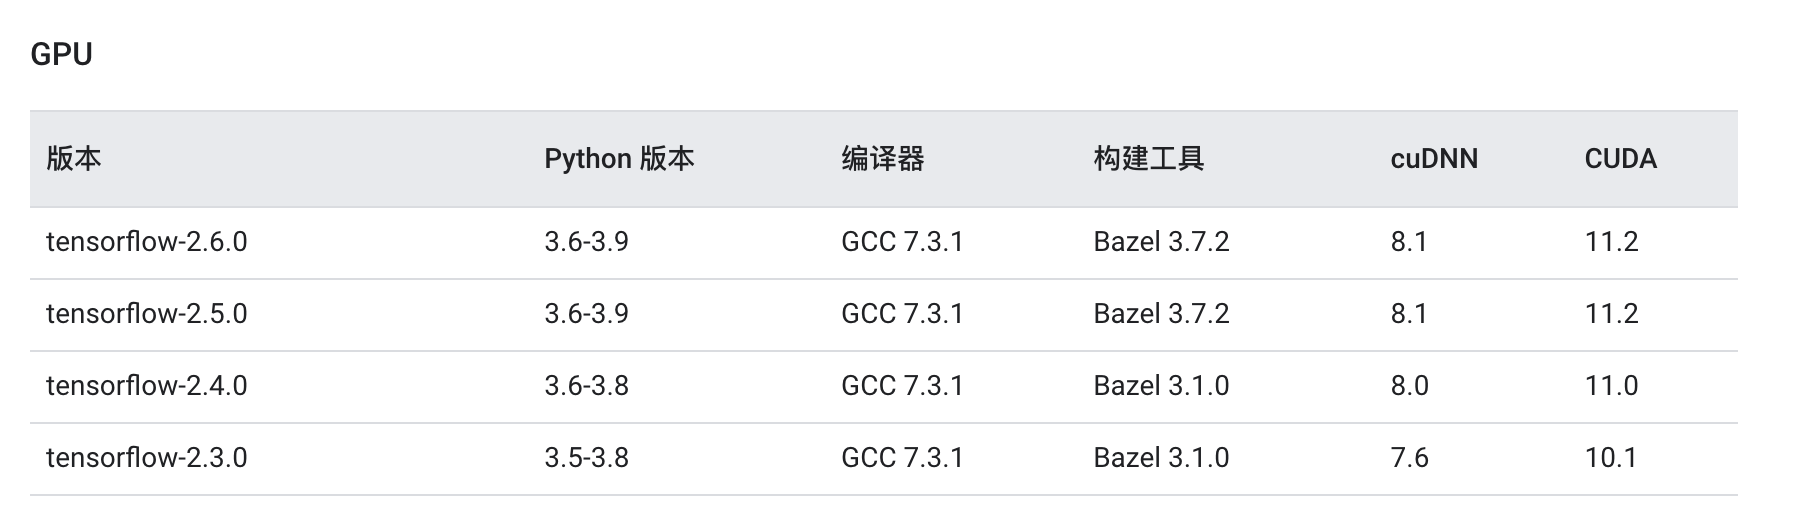 GPU
版本 Python 版本 编译器 构建工具 cuDNN CUDA
tensorflow-2.6.0 3.6-3.9 GCC 7.3.1 Bazel 3.7.2 8.1 11.2
tensorflow-2.5.0 3.6-3.9 GCC 7.3.1 Bazel 3.7.2 8.1 11.2
tensorflow-2.4.0 3.6-3.8 GCC 7.3.1 Bazel 3.1.0 8.0 11.0
tensorflow-2.3.0 3.5-3.8 GCC 7.3.1 Bazel 3.1.0 7.6 10.1